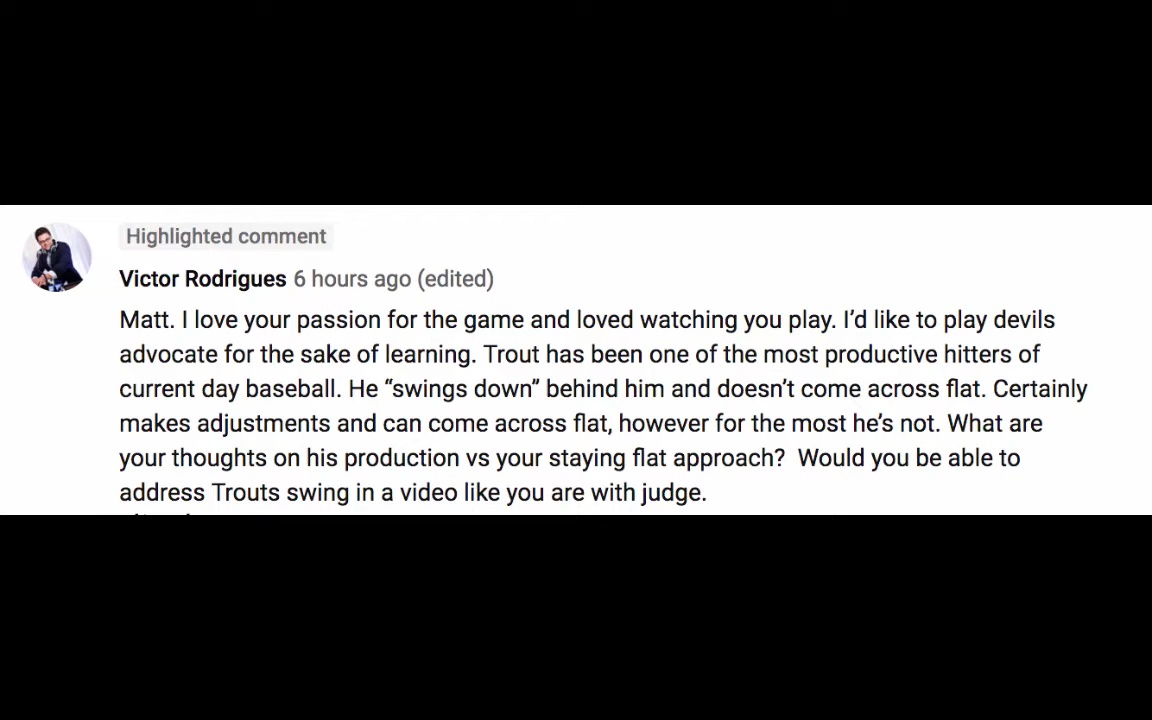 Highlighted comment
Victor Rodrigues 6 hours ago (edited)
Matt. I love your passion for the game and loved watching you play. I’d like to play devils
advocate for the sake of learning. Trout has been one of the most productive hitters of
current day baseball. He “swings down” behind him and doesn’t come across flat. Certainly
makes adjustments and can come across flat, however for the most he’s not. What are
your thoughts on his production vs your staying flat approach?  Would you be able to
address Trouts swing in a video like you are with judge.